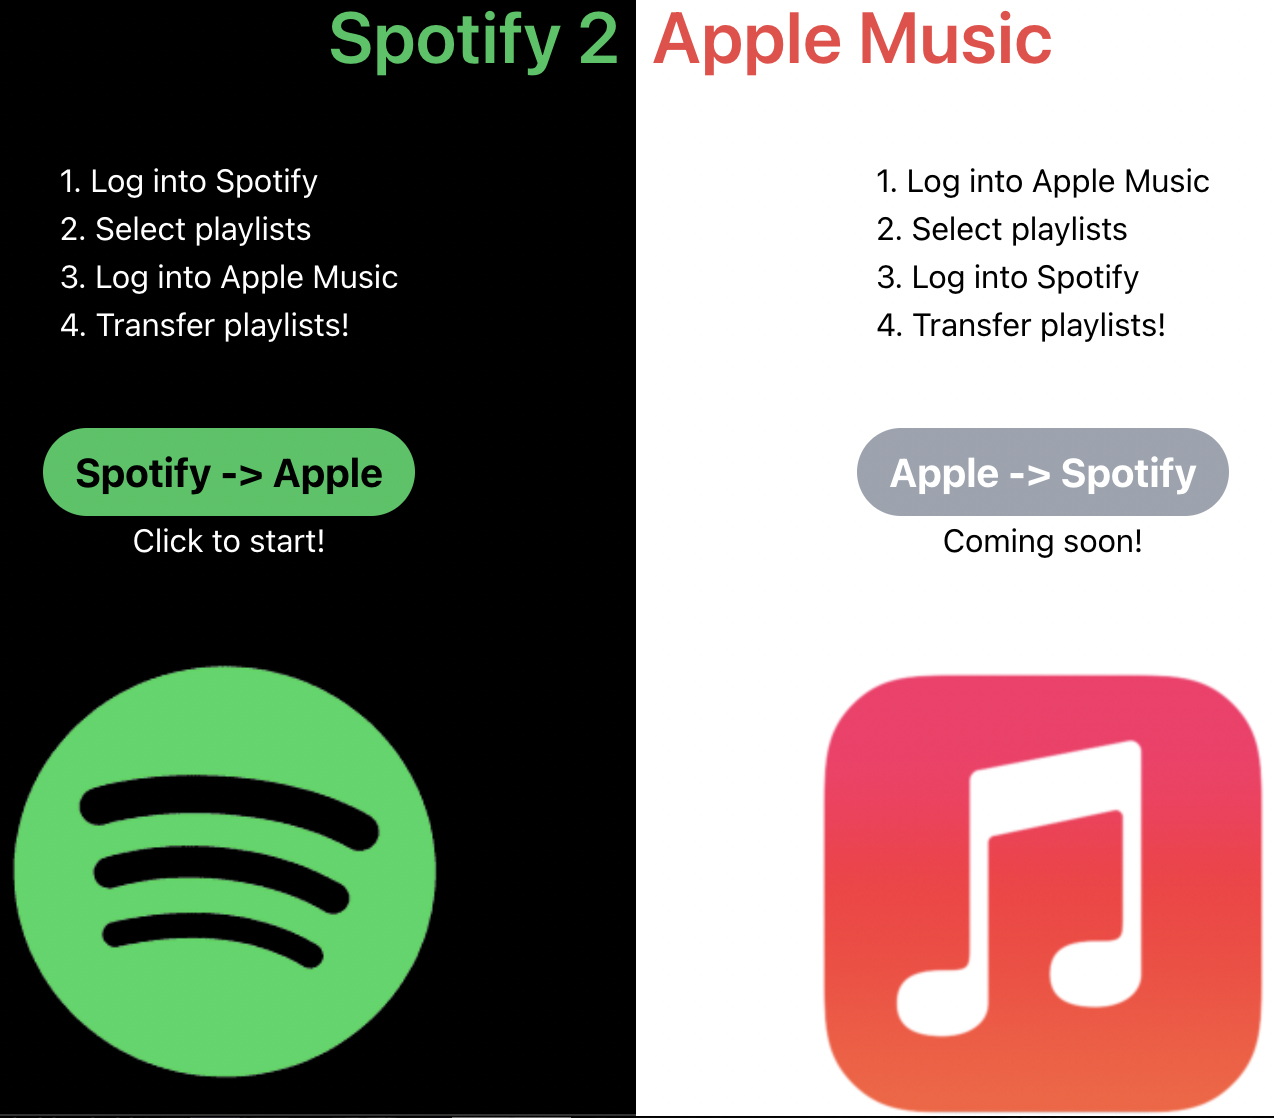 Spotify 2 Apple Music
1. Log into Spotify
2. Select playlists
3. Log into Apple Music
4. Transfer playlists!
Spotify -> Apple
Click to start!
1. Log into Apple Music
2. Select playlists
3. Log into Spotify
4. Transfer playlists!
Apple -> Spotify
Coming soon!